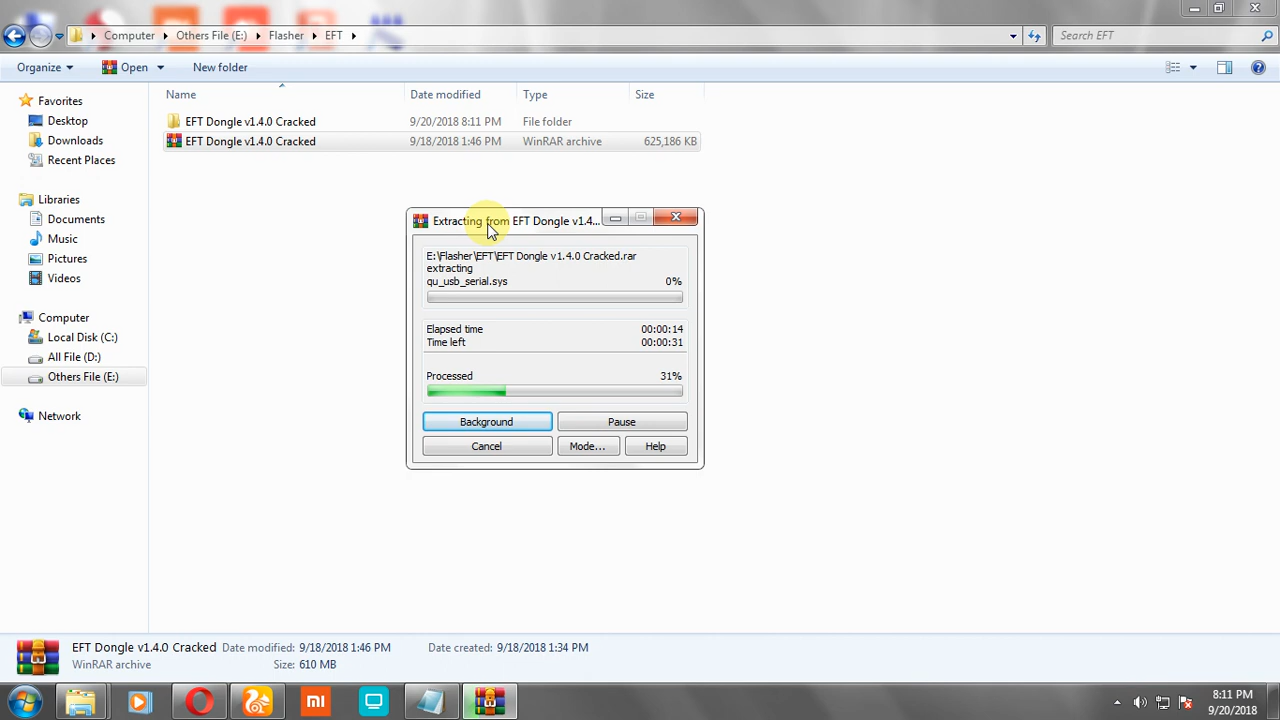 Computer Others File (E:) Flasher EFT
Search EFT
Organize Open New folder
Name Date modified Type Size
EFT Dongle v1.4.0 Cracked 9/20/2018 8:11 PM File folder
EFT Dongle v1.4.0 Cracked 9/18/2018 1:46 PM WinRAR archive 625,186 KB
Favorites
Desktop
Downloads
Recent Places
Libraries
Documents
Music
Pictures
Videos
Computer
Local Disk (C:)
All File (D:)
Others File (E:)
Network
Extracting from EFT Dongle v1.4...
E:\Flasher\EFT\EFT Dongle v1.4.0 Cracked.rar
extracting
qu_usb_serial.sys 0%
Elapsed time 00:00:14
Time left 00:00:31
Processed 31%
Background Pause
Cancel Mode... Help
EFT Dongle v1.4.0 Cracked Date modified: 9/18/2018 1:46 PM Date created: 9/18/2018 1:34 PM
WinRAR archive Size: 610 MB
mi
8:11 PM
9/20/2018